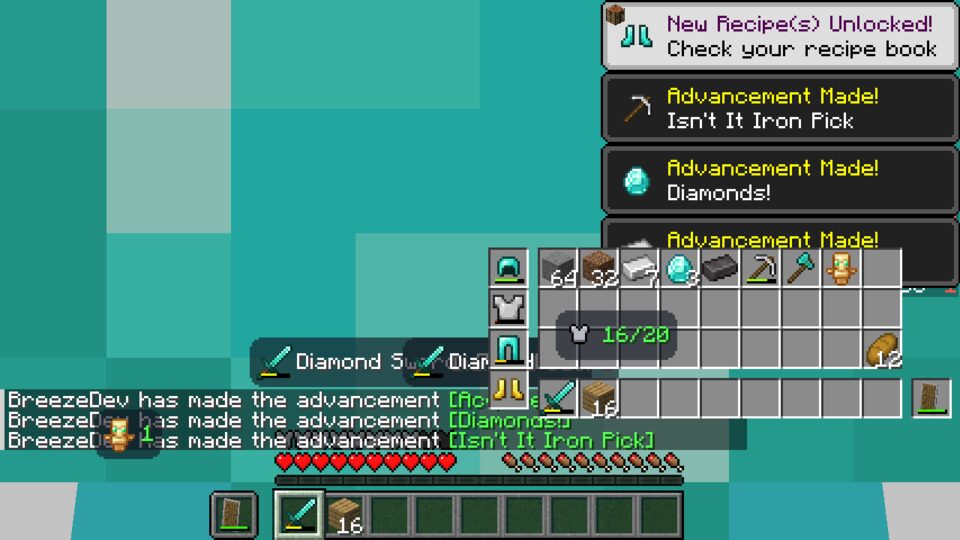 New Recipe(s) Unlocked!
Check your recipe book
Advancement Made!
Isn't It Iron Pick
Advancement Made!
Diamonds!
Advancement Made!
64
32
7
3
16/20
12
Diamond
BreezeDev has made the advancement
16
BreezeDev has made the advancement [Diamonds!]
1
has made the advancement [Isn't It Iron Pick]
16